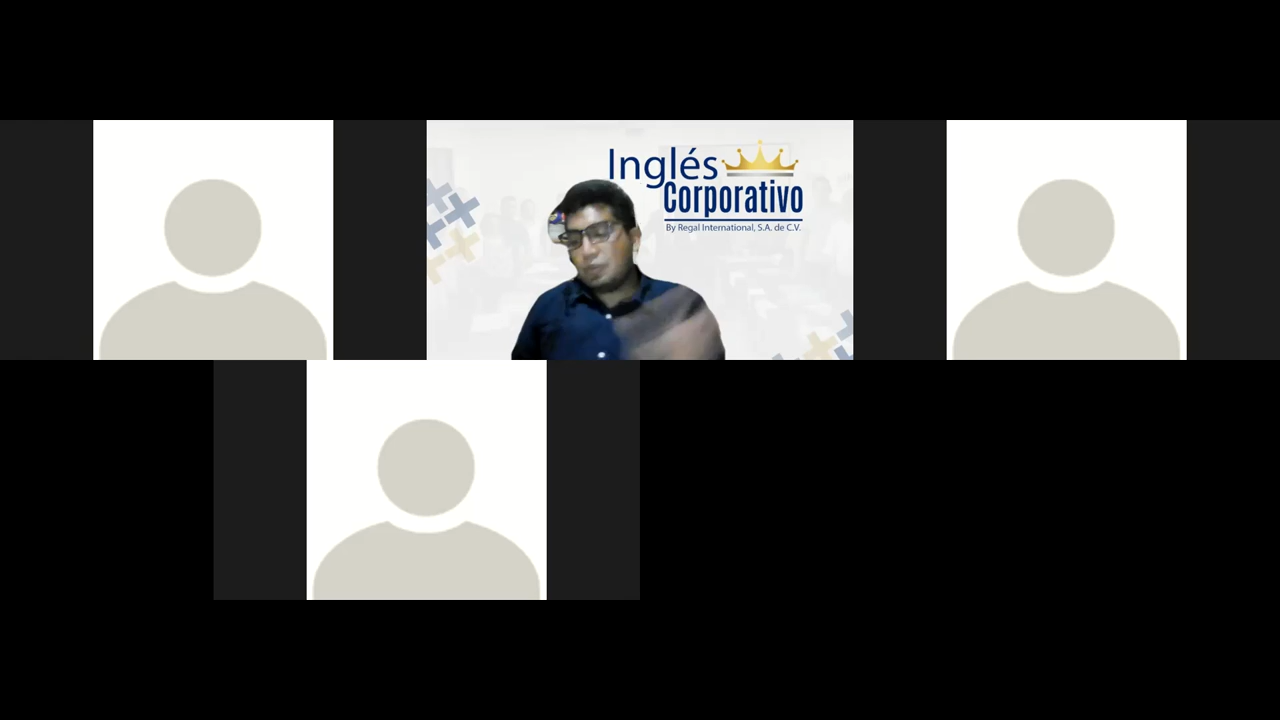 Inglés
Corporativo
By Regal International, S.A. de C.V.